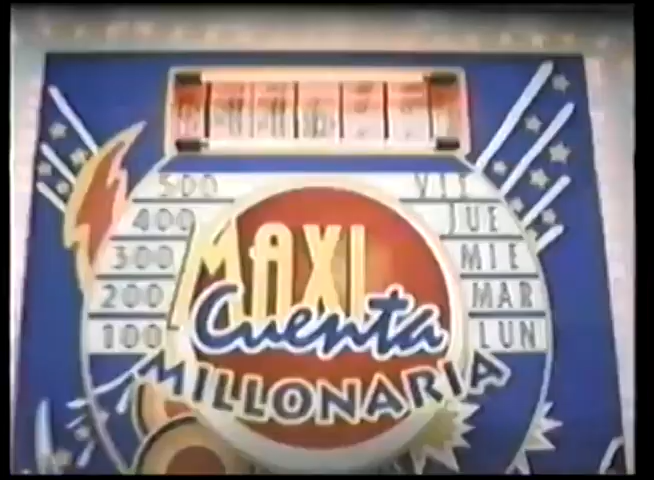 500 VIE
400 JUE
300 MIE
200 MAR
100 LUN
MAXI
Cuenta
MILLONARIA